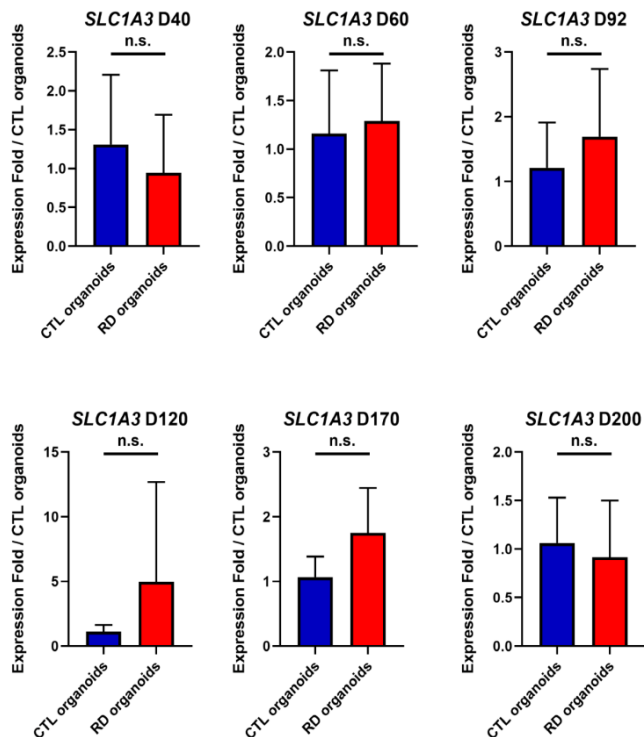 SLC1A3 D40
n.s.
Expression Fold / CTL organoids
2.5
2.0
1.5
1.0
0.5
0.0
CTL organoids
RD organoids
SLC1A3 D60
n.s.
Expression Fold / CTL organoids
2.0
1.5
1.0
0.5
0.0
CTL organoids
RD organoids
SLC1A3 D92
n.s.
Expression Fold / CTL organoids
3
2
1
0
CTL organoids
RD organoids
SLC1A3 D120
n.s.
Expression Fold / CTL organoids
15
10
5
0
CTL organoids
RD organoids
SLC1A3 D170
n.s.
Expression Fold / CTL organoids
3
2
1
0
CTL organoids
RD organoids
SLC1A3 D200
n.s.
Expression Fold / CTL organoids
2.0
1.5
1.0
0.5
0.0
CTL organoids
RD organoids